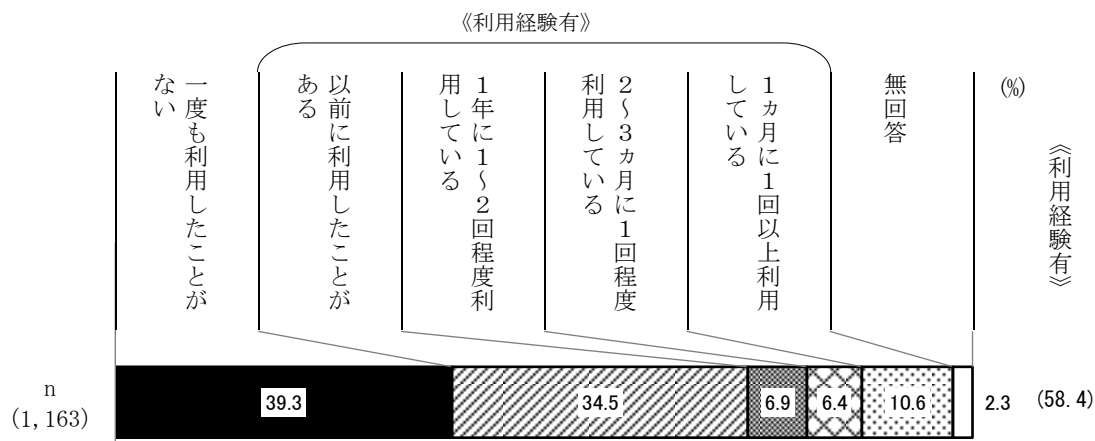 《利用経験有》
一度も利用したことが
ない
以前に利用したことが
ある
１年に１～２回程度利
用している
２～３ヵ月に１回程度
利用している
１ヵ月に１回以上利用
している
無回答
(%)
《利用経験有》
n
(1,163)
39.3
34.5
6.9
6.4
10.6
2.3
(58.4)